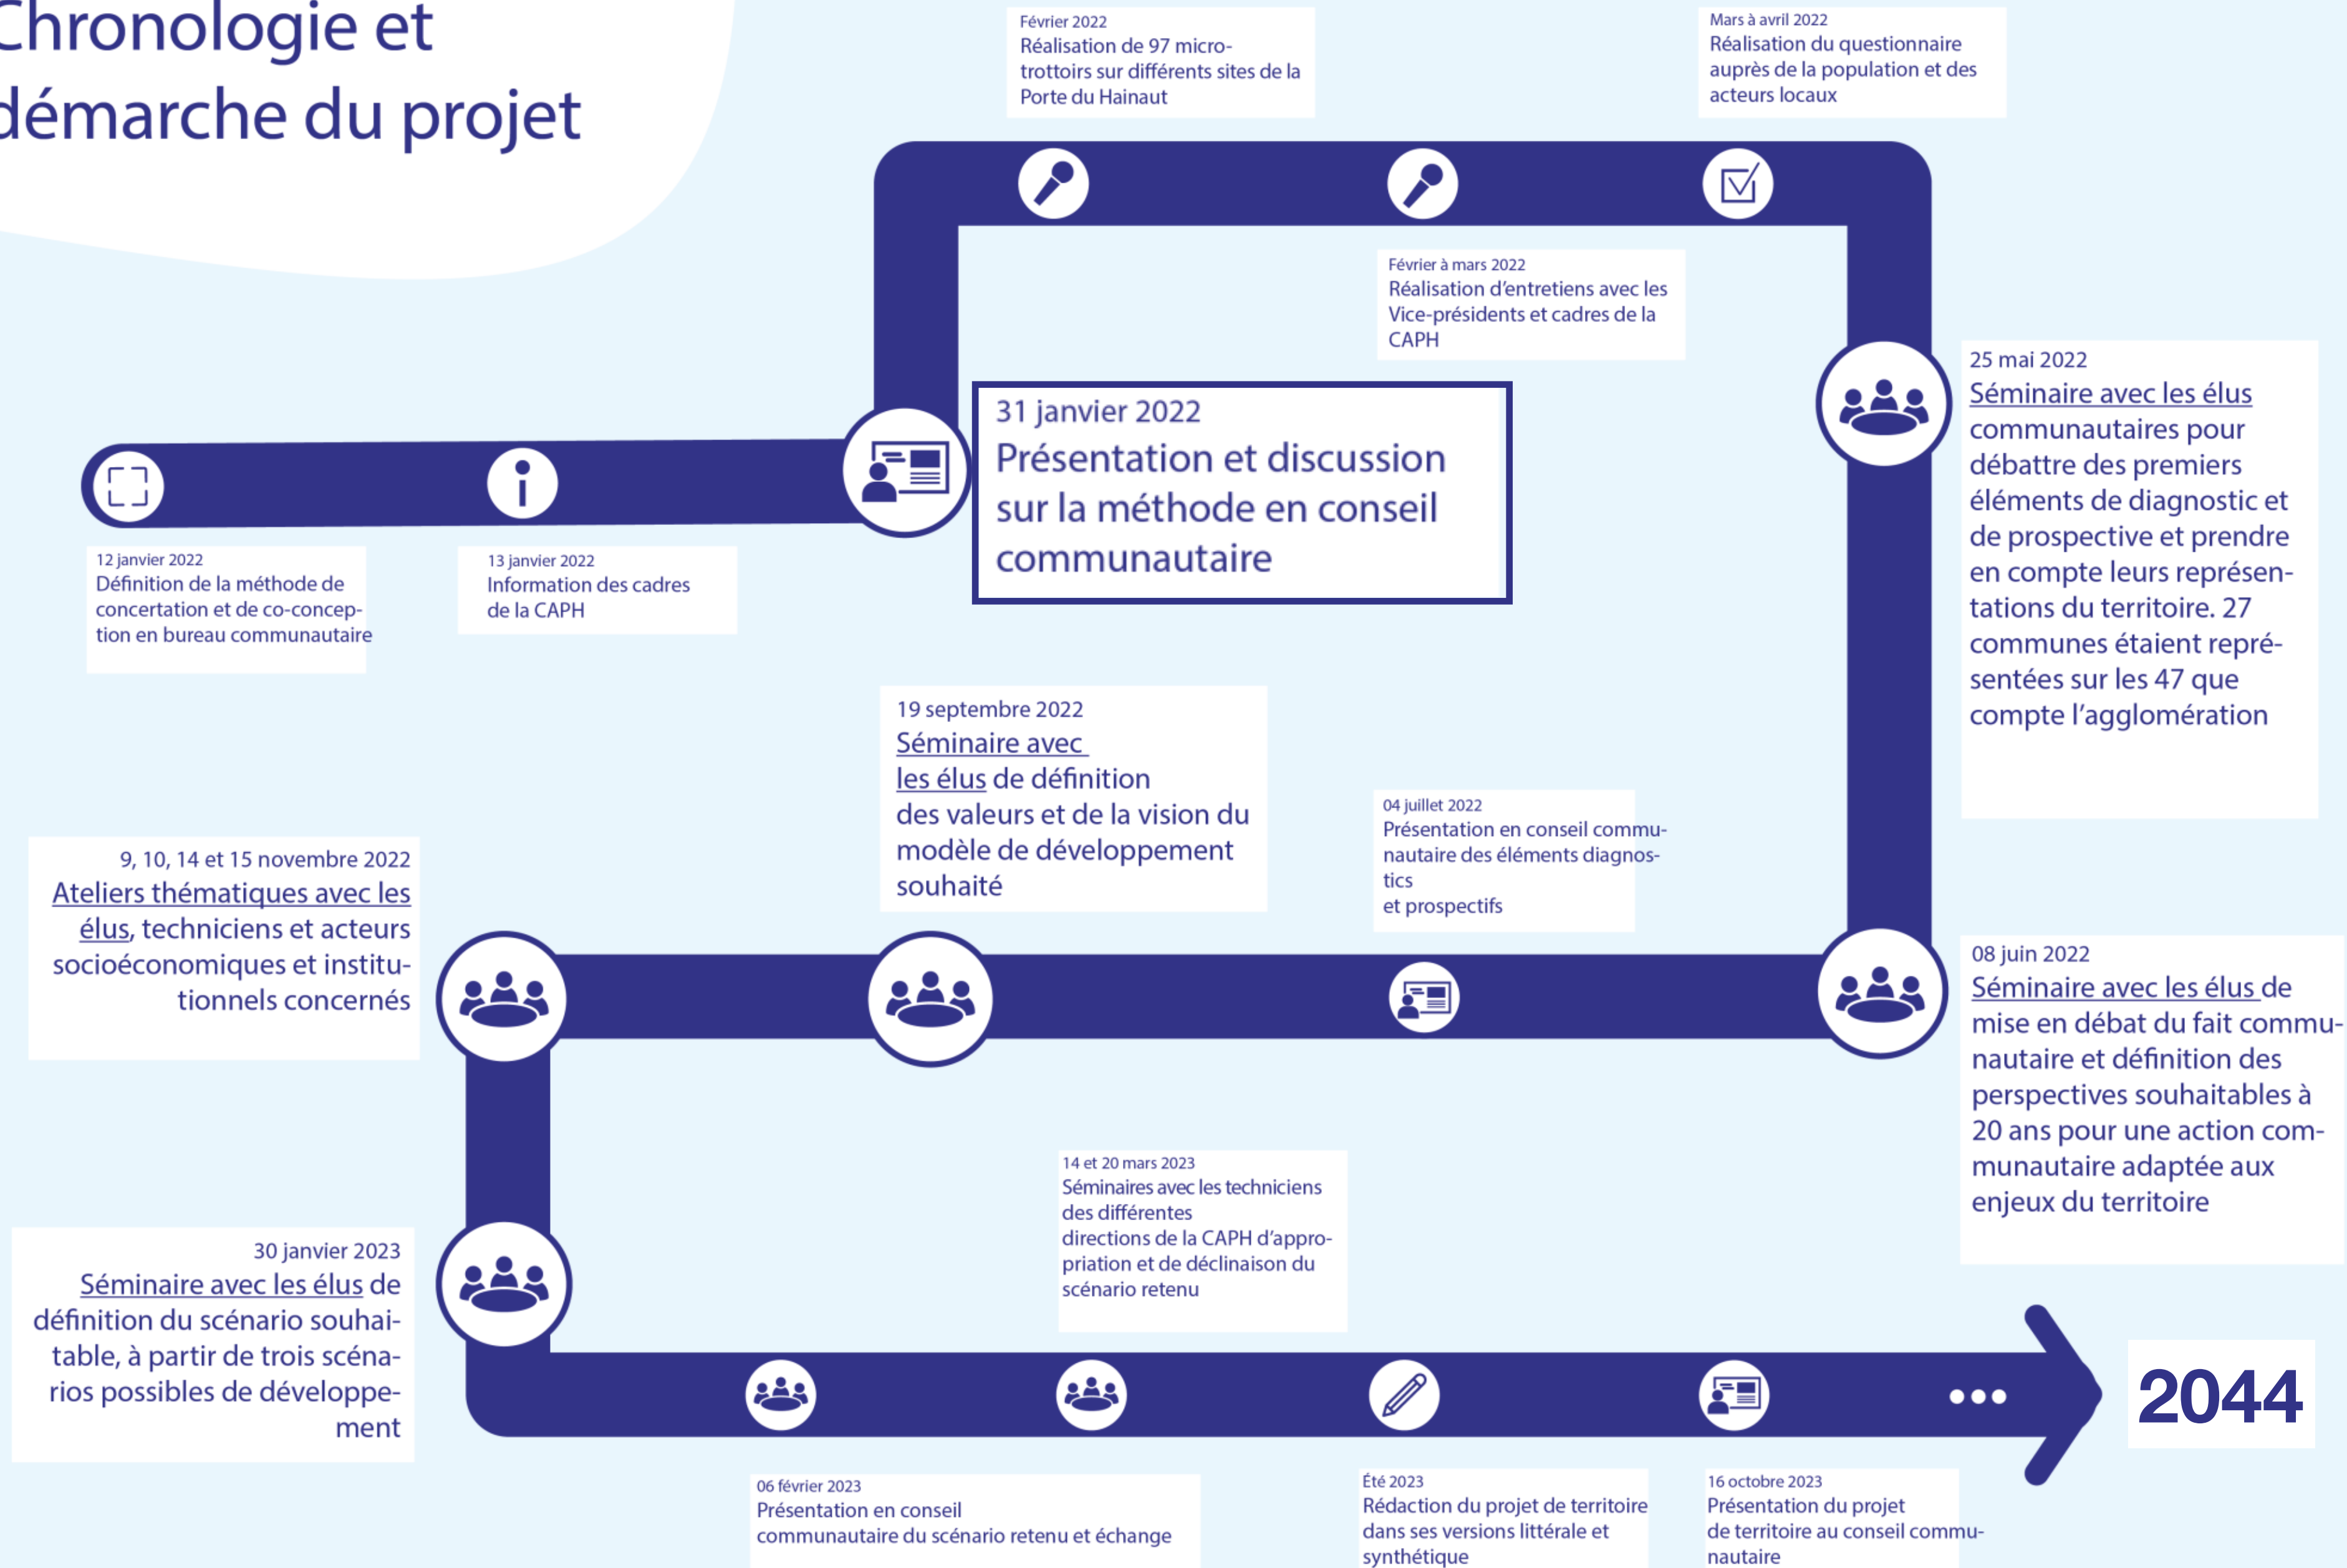 Chronologie et
démarche du projet
12 janvier 2022
Définition de la méthode de
concertation et de co-concep-
tion en bureau communautaire
13 janvier 2022
Information des cadres
de la CAPH
31 janvier 2022
Présentation et discussion
sur la méthode en conseil
communautaire
Février 2022
Réalisation de 97 micro-
trottoirs sur différents sites de la
Porte du Hainaut
Février à mars 2022
Réalisation d'entretiens avec les
Vice-présidents et cadres de la
CAPH
Mars à avril 2022
Réalisation du questionnaire
auprès de la population et des
acteurs locaux
25 mai 2022
Séminaire avec les élus
communautaires pour
débattre des premiers
éléments de diagnostic et
de prospective et prendre
en compte leurs représen-
tations du territoire. 27
communes étaient repré-
sentées sur les 47 que
compte l'agglomération
08 juin 2022
Séminaire avec les élus de
mise en débat du fait commu-
nautaire et définition des
perspectives souhaitables à
20 ans pour une action com-
munautaire adaptée aux
enjeux du territoire
04 juillet 2022
Présentation en conseil commu-
nautaire des éléments diagnos-
tics
et prospectifs
19 septembre 2022
Séminaire avec
les élus de définition
des valeurs et de la vision du
modèle de développement
souhaité
9, 10, 14 et 15 novembre 2022
Ateliers thématiques avec les
élus, techniciens et acteurs
socioéconomiques et institu-
tionnels concernés
30 janvier 2023
Séminaire avec les élus de
définition du scénario souhai-
table, à partir de trois scéna-
rios possibles de développe-
ment
06 février 2023
Présentation en conseil
communautaire du scénario retenu et échange
14 et 20 mars 2023
Séminaires avec les techniciens
des différentes
directions de la CAPH d'appro-
priation et de déclinaison du
scénario retenu
Été 2023
Rédaction du projet de territoire
dans ses versions littérale et
synthétique
16 octobre 2023
Présentation du projet
de territoire au conseil commu-
nautaire
2044